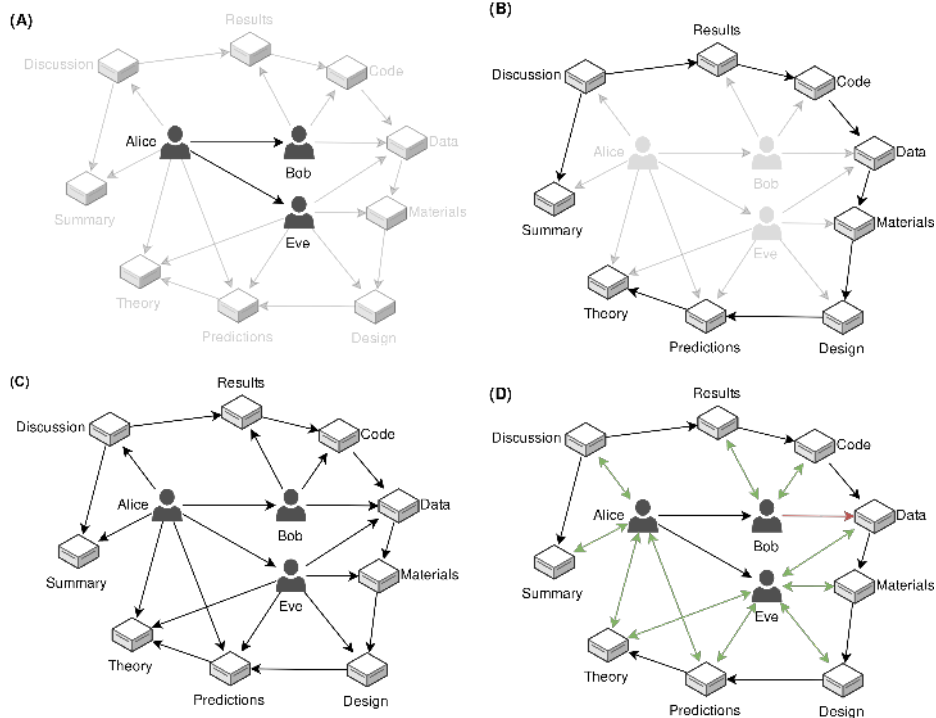 (A)
Results
Discussion
Code
Alice
Bob
Data
Summary
Eve
Materials
Theory
Predictions
Design
(B)
Results
Discussion
Code
Alice
Bob
Data
Summary
Eve
Materials
Theory
Predictions
Design
(C)
Results
Discussion
Code
Alice
Bob
Data
Summary
Eve
Materials
Theory
Predictions
Design
(D)
Results
Discussion
Code
Alice
Bob
Data
Summary
Eve
Materials
Theory
Predictions
Design